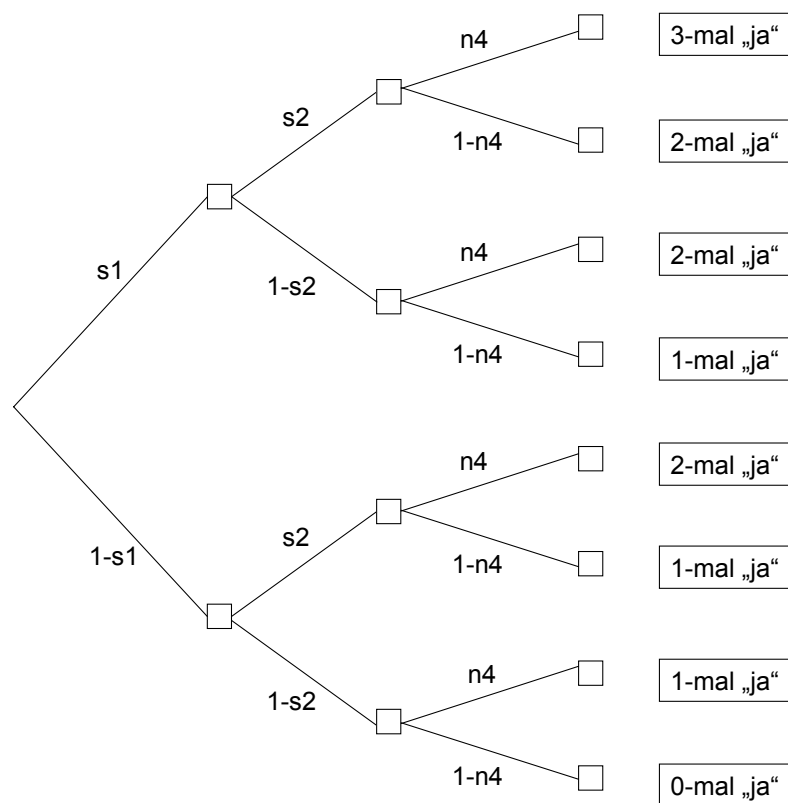 n4
3-mal „ja“
s2
1-n4
2-mal „ja“
s1
n4
2-mal „ja“
1-s2
1-n4
1-mal „ja“
n4
2-mal „ja“
s2
1-s1
1-n4
1-mal „ja“
n4
1-mal „ja“
1-s2
1-n4
0-mal „ja“